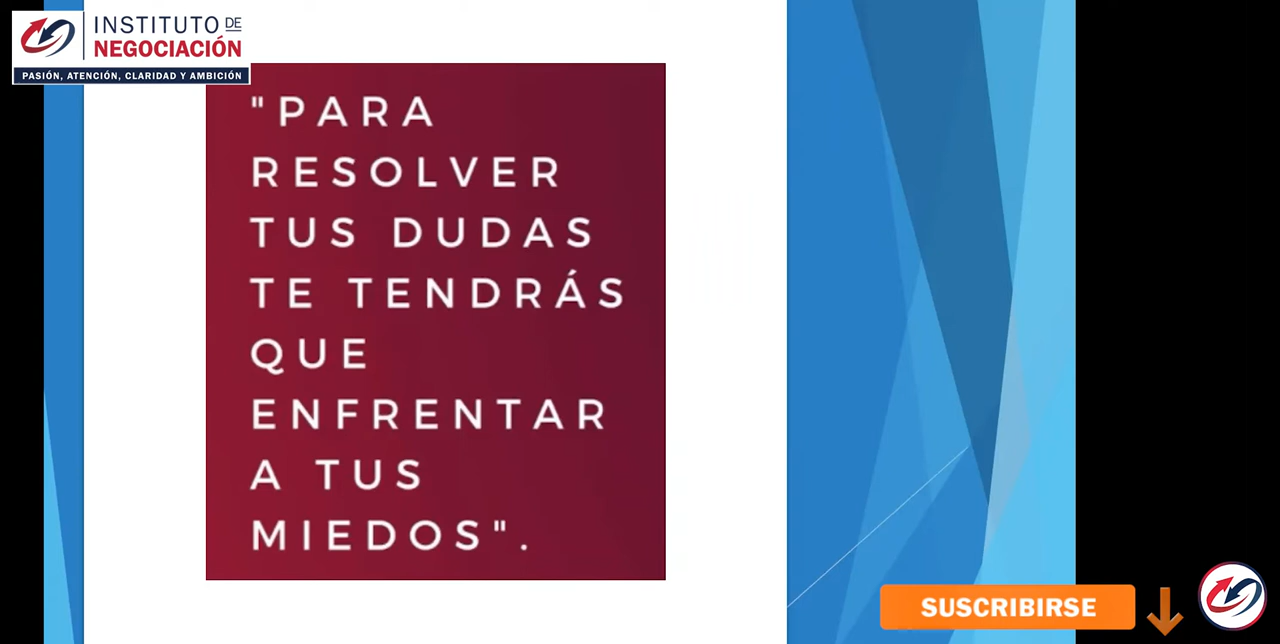 INSTITUTO DE
NEGOCIACIÓN
PASIÓN, ATENCIÓN, CLARIDAD Y AMBICIÓN
"PARA
RESOLVER
TUS DUDAS
TE TENDRÁS
QUE
ENFRENTAR
A TUS
MIEDOS".
SUSCRIBIRSE